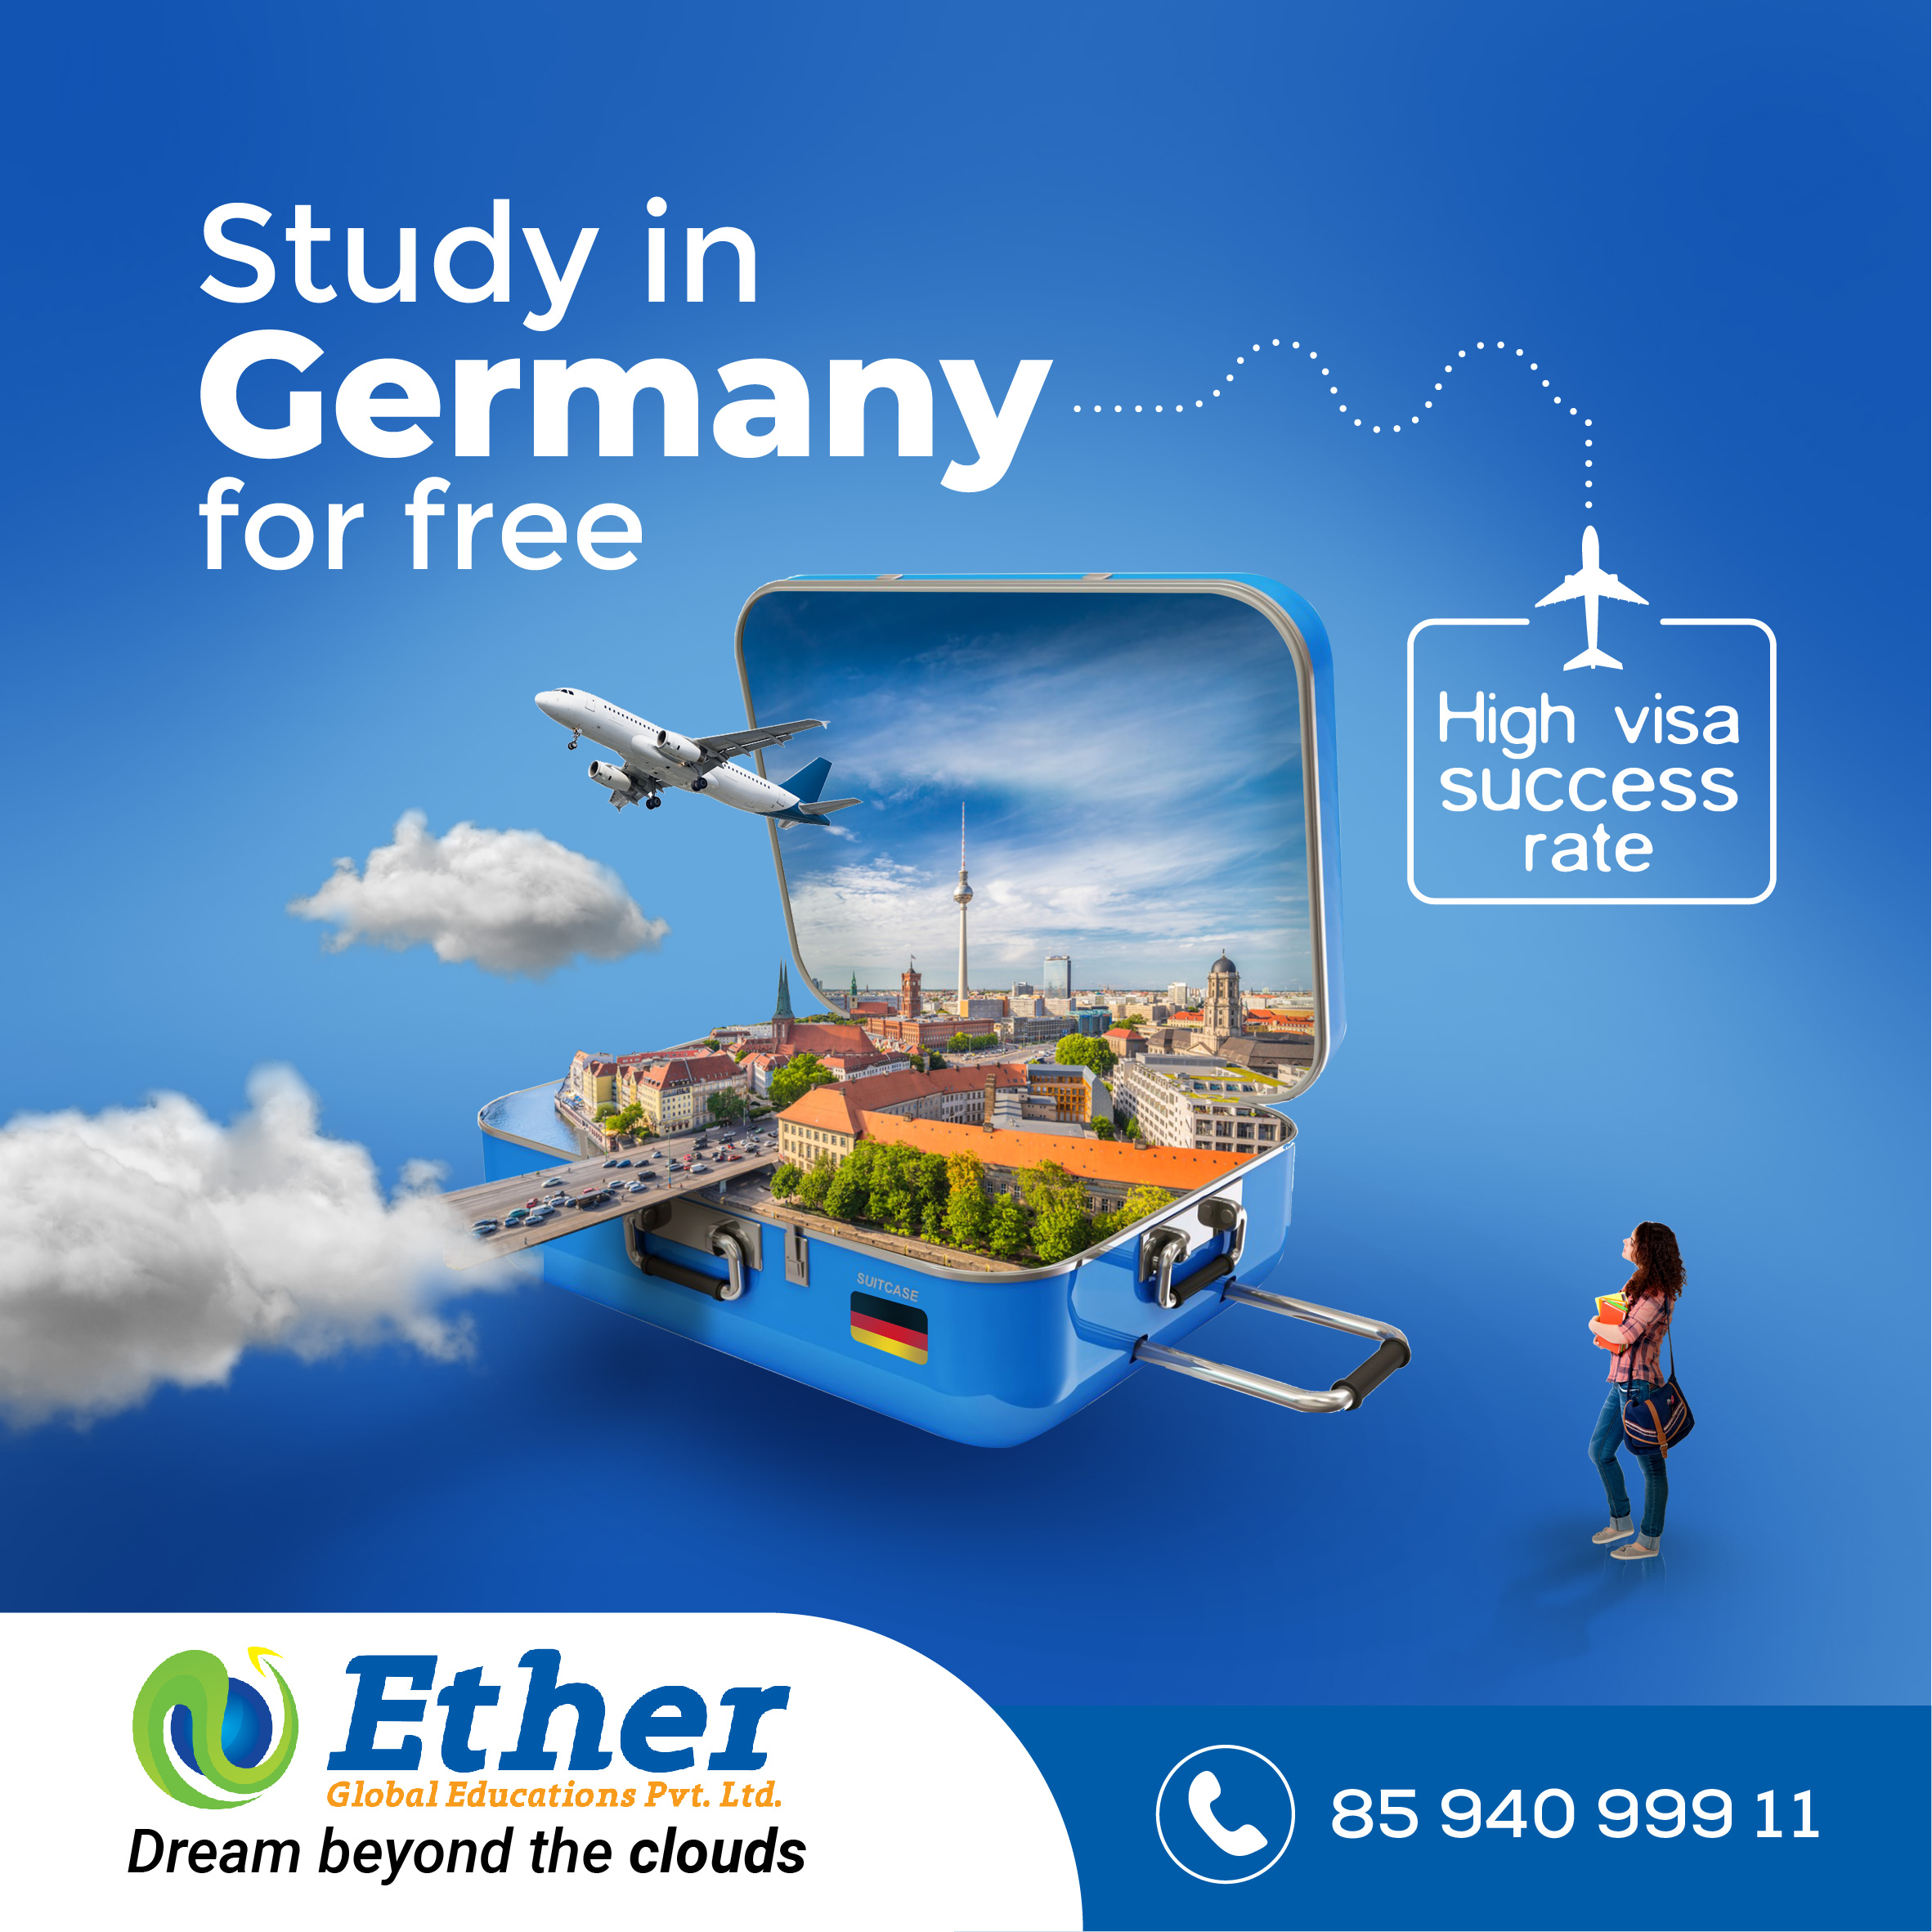 Study in
Germany
for free
High visa
success
rate
SUITCASE
Ether
Global Educations Pvt. Ltd.
Dream beyond the clouds
85 940 999 11